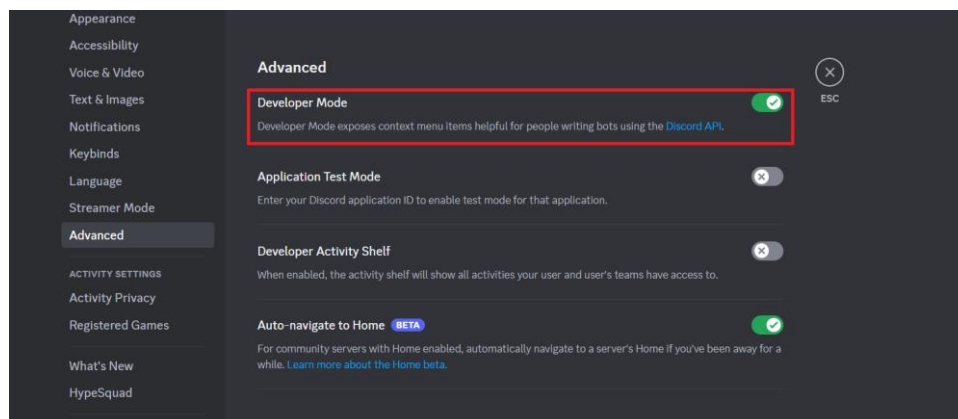 Appearance
Accessibility
Voice & Video
Text & Images
Notifications
Keybinds
Language
Streamer Mode
Advanced
ACTIVITY SETTINGS
Activity Privacy
Registered Games
What's New
HypeSquad
Advanced
Developer Mode
Developer Mode exposes context menu items helpful for people writing bots using the Discord API.
Application Test Mode
Enter your Discord application ID to enable test mode for that application.
Developer Activity Shelf
When enabled, the activity shelf will show all activities your user and user's teams have access to.
Auto-navigate to Home BETA
For community servers with Home enabled, automatically navigate to a server's Home if you've been away for a
while. Learn more about the Home beta.
ESC